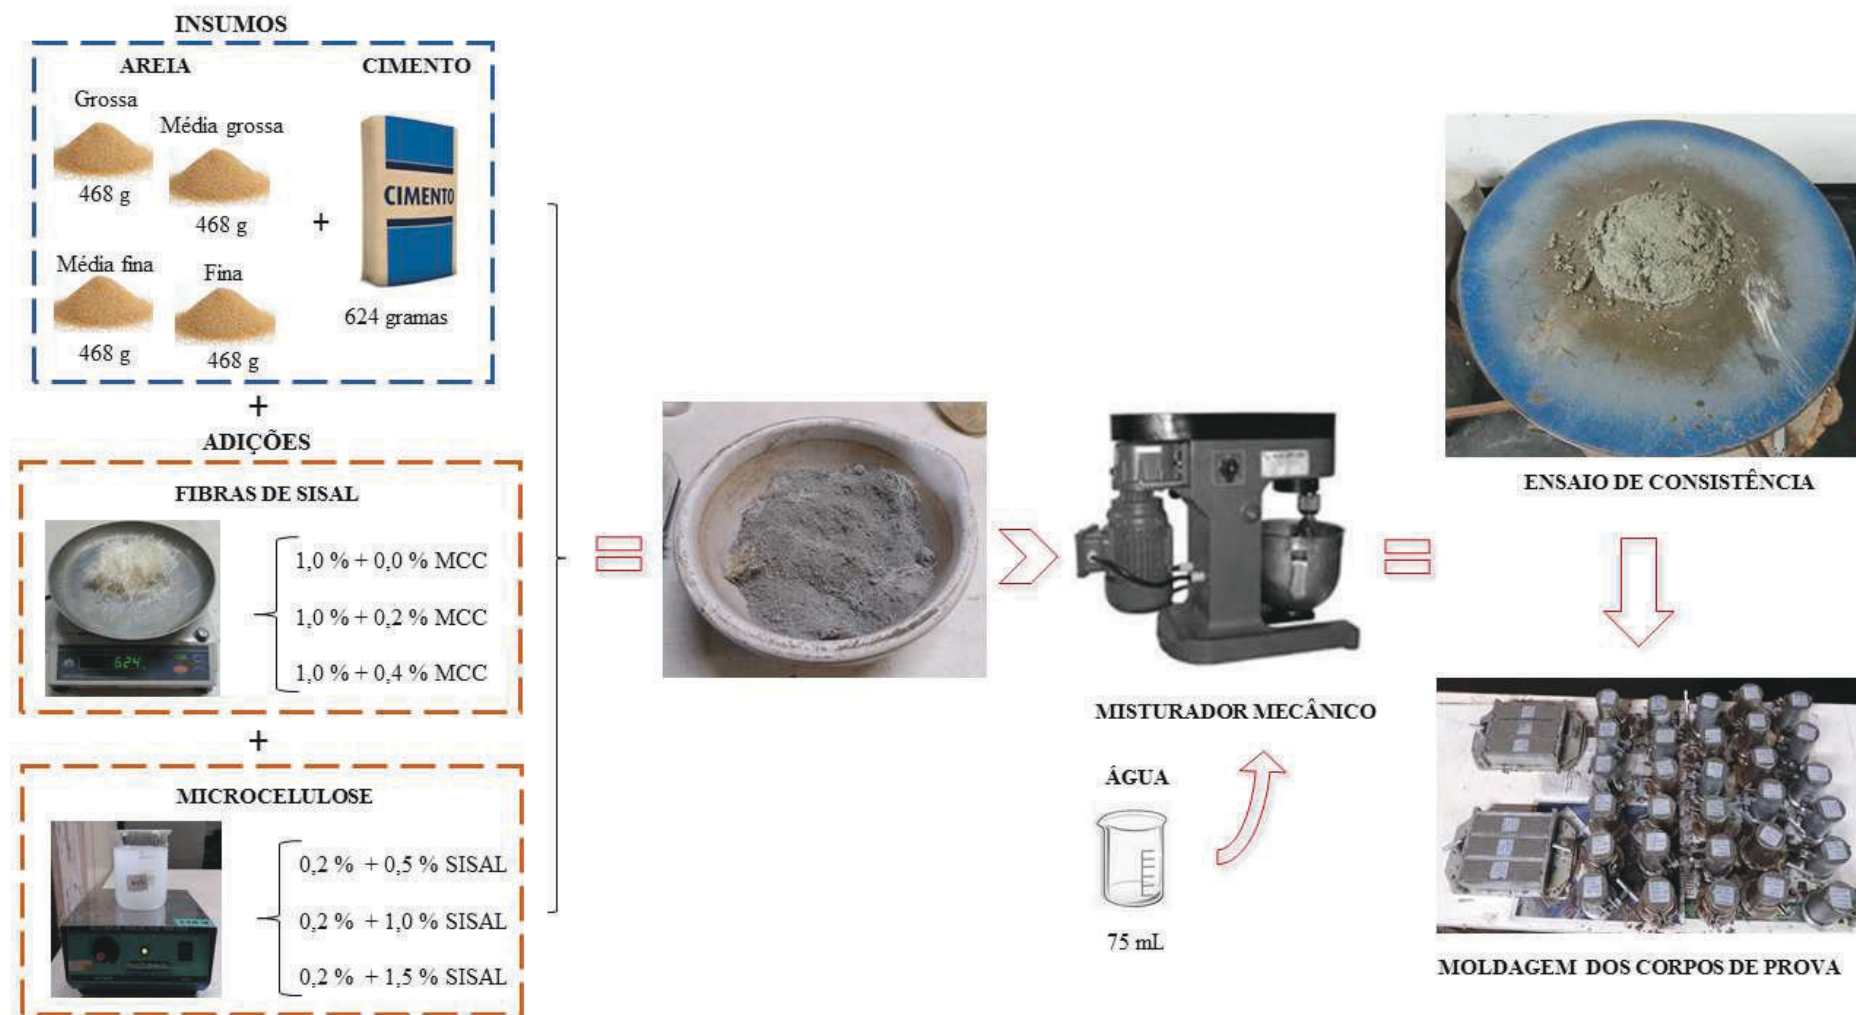 INSUMOS
AREIA
CIMENTO
Grossa
Média grossa
468 g
468 g
+
CIMENTO
Média fina
Fina
468 g
468 g
624 gramas
+
ADIÇÕES
FIBRAS DE SISAL
1,0 % + 0,0 % MCC
1,0 % + 0,2 % MCC
1,0 % + 0,4 % MCC
624
+
MICROCELULOSE
0,2 % + 0,5 % SISAL
0,2 % + 1,0 % SISAL
0,2 % + 1,5 % SISAL
=
MISTURADOR MECÂNICO
ÁGUA
75 mL
=
ENSAIO DE CONSISTÊNCIA
MOLDAGEM DOS CORPOS DE PROVA